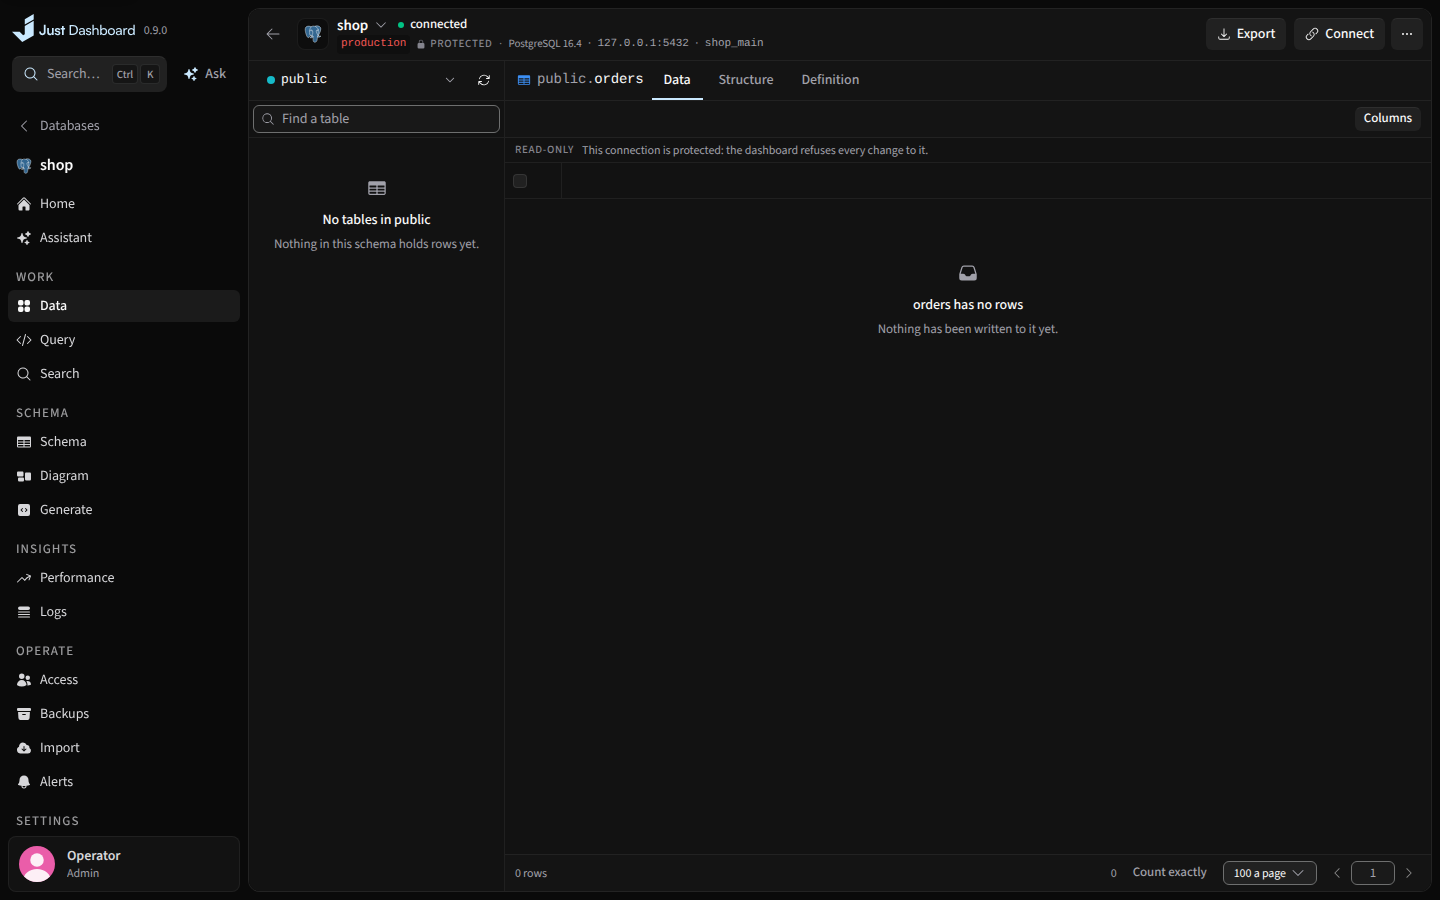 Just Dashboard 0.9.0
Search... Ctrl K Ask
Databases
shop
Home
Assistant
WORK
Data
Query
Search
SCHEMA
Schema
Diagram
Generate
INSIGHTS
Performance
Logs
OPERATE
Access
Backups
Import
Alerts
SETTINGS
Operator
Admin
shop connected
production PROTECTED · PostgreSQL 16.4 · 127.0.0.1:5432 · shop_main
Export Connect
public
Find a table
No tables in public
Nothing in this schema holds rows yet.
public.orders Data Structure Definition
Columns
READ-ONLY This connection is protected: the dashboard refuses every change to it.
orders has no rows
Nothing has been written to it yet.
0 rows 0 Count exactly 100 a page 1